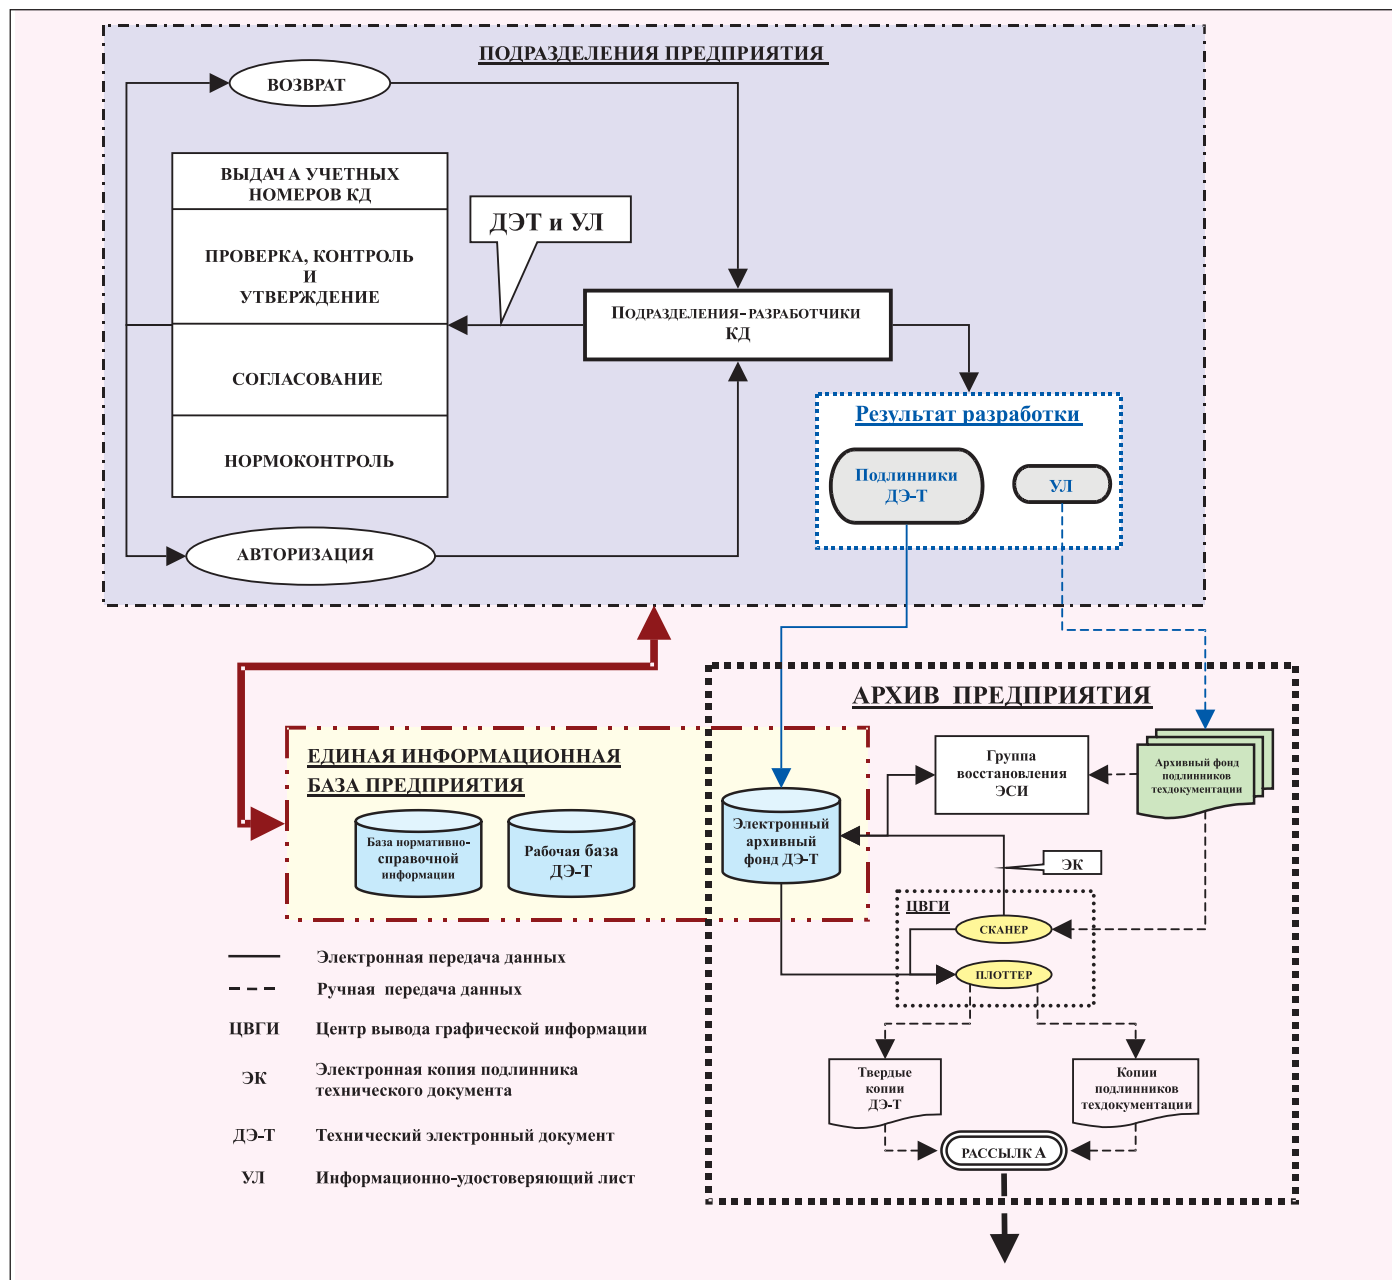 ПОДРАЗДЕЛЕНИЯ ПРЕДПРИЯТИЯ
ВОЗВРАТ
ВЫДАЧА УЧЕТНЫХ
НОМЕРОВ КД
ДЭТ и УЛ
ПРОВЕРКА, КОНТРОЛЬ
И
УТВЕРЖДЕНИЕ
ПОДРАЗДЕЛЕНИЯ-РАЗРАБОТЧИКИ
КД
СОГЛАСОВАНИЕ
НОРМОКОНТРОЛЬ
АВТОРИЗАЦИЯ
Результат разработки
Подлинники
ДЭ-Т
УЛ
АРХИВ ПРЕДПРИЯТИЯ
ЕДИНАЯ ИНФОРМАЦИОННАЯ
БАЗА ПРЕДПРИЯТИЯ
База нормативно-
справочной
информации
Рабочая база
ДЭ-Т
Электронный
архивный
фонд ДЭ-Т
Группа
восстановления
ЭСИ
Архивный фонд
подлинников
техдокументации
ЭК
ЦВГИ
СКАНЕР
ПЛОТТЕР
Твердые
копии
ДЭ-Т
Копии
подлинников
техдокументации
РАССЫЛКА
Электронная передача данных
Ручная передача данных
ЦВГИ Центр вывода графической информации
ЭК Электронная копия подлинника
технического документа
ДЭ-Т Технический электронный документ
УЛ Информационно-удостоверяющий лист